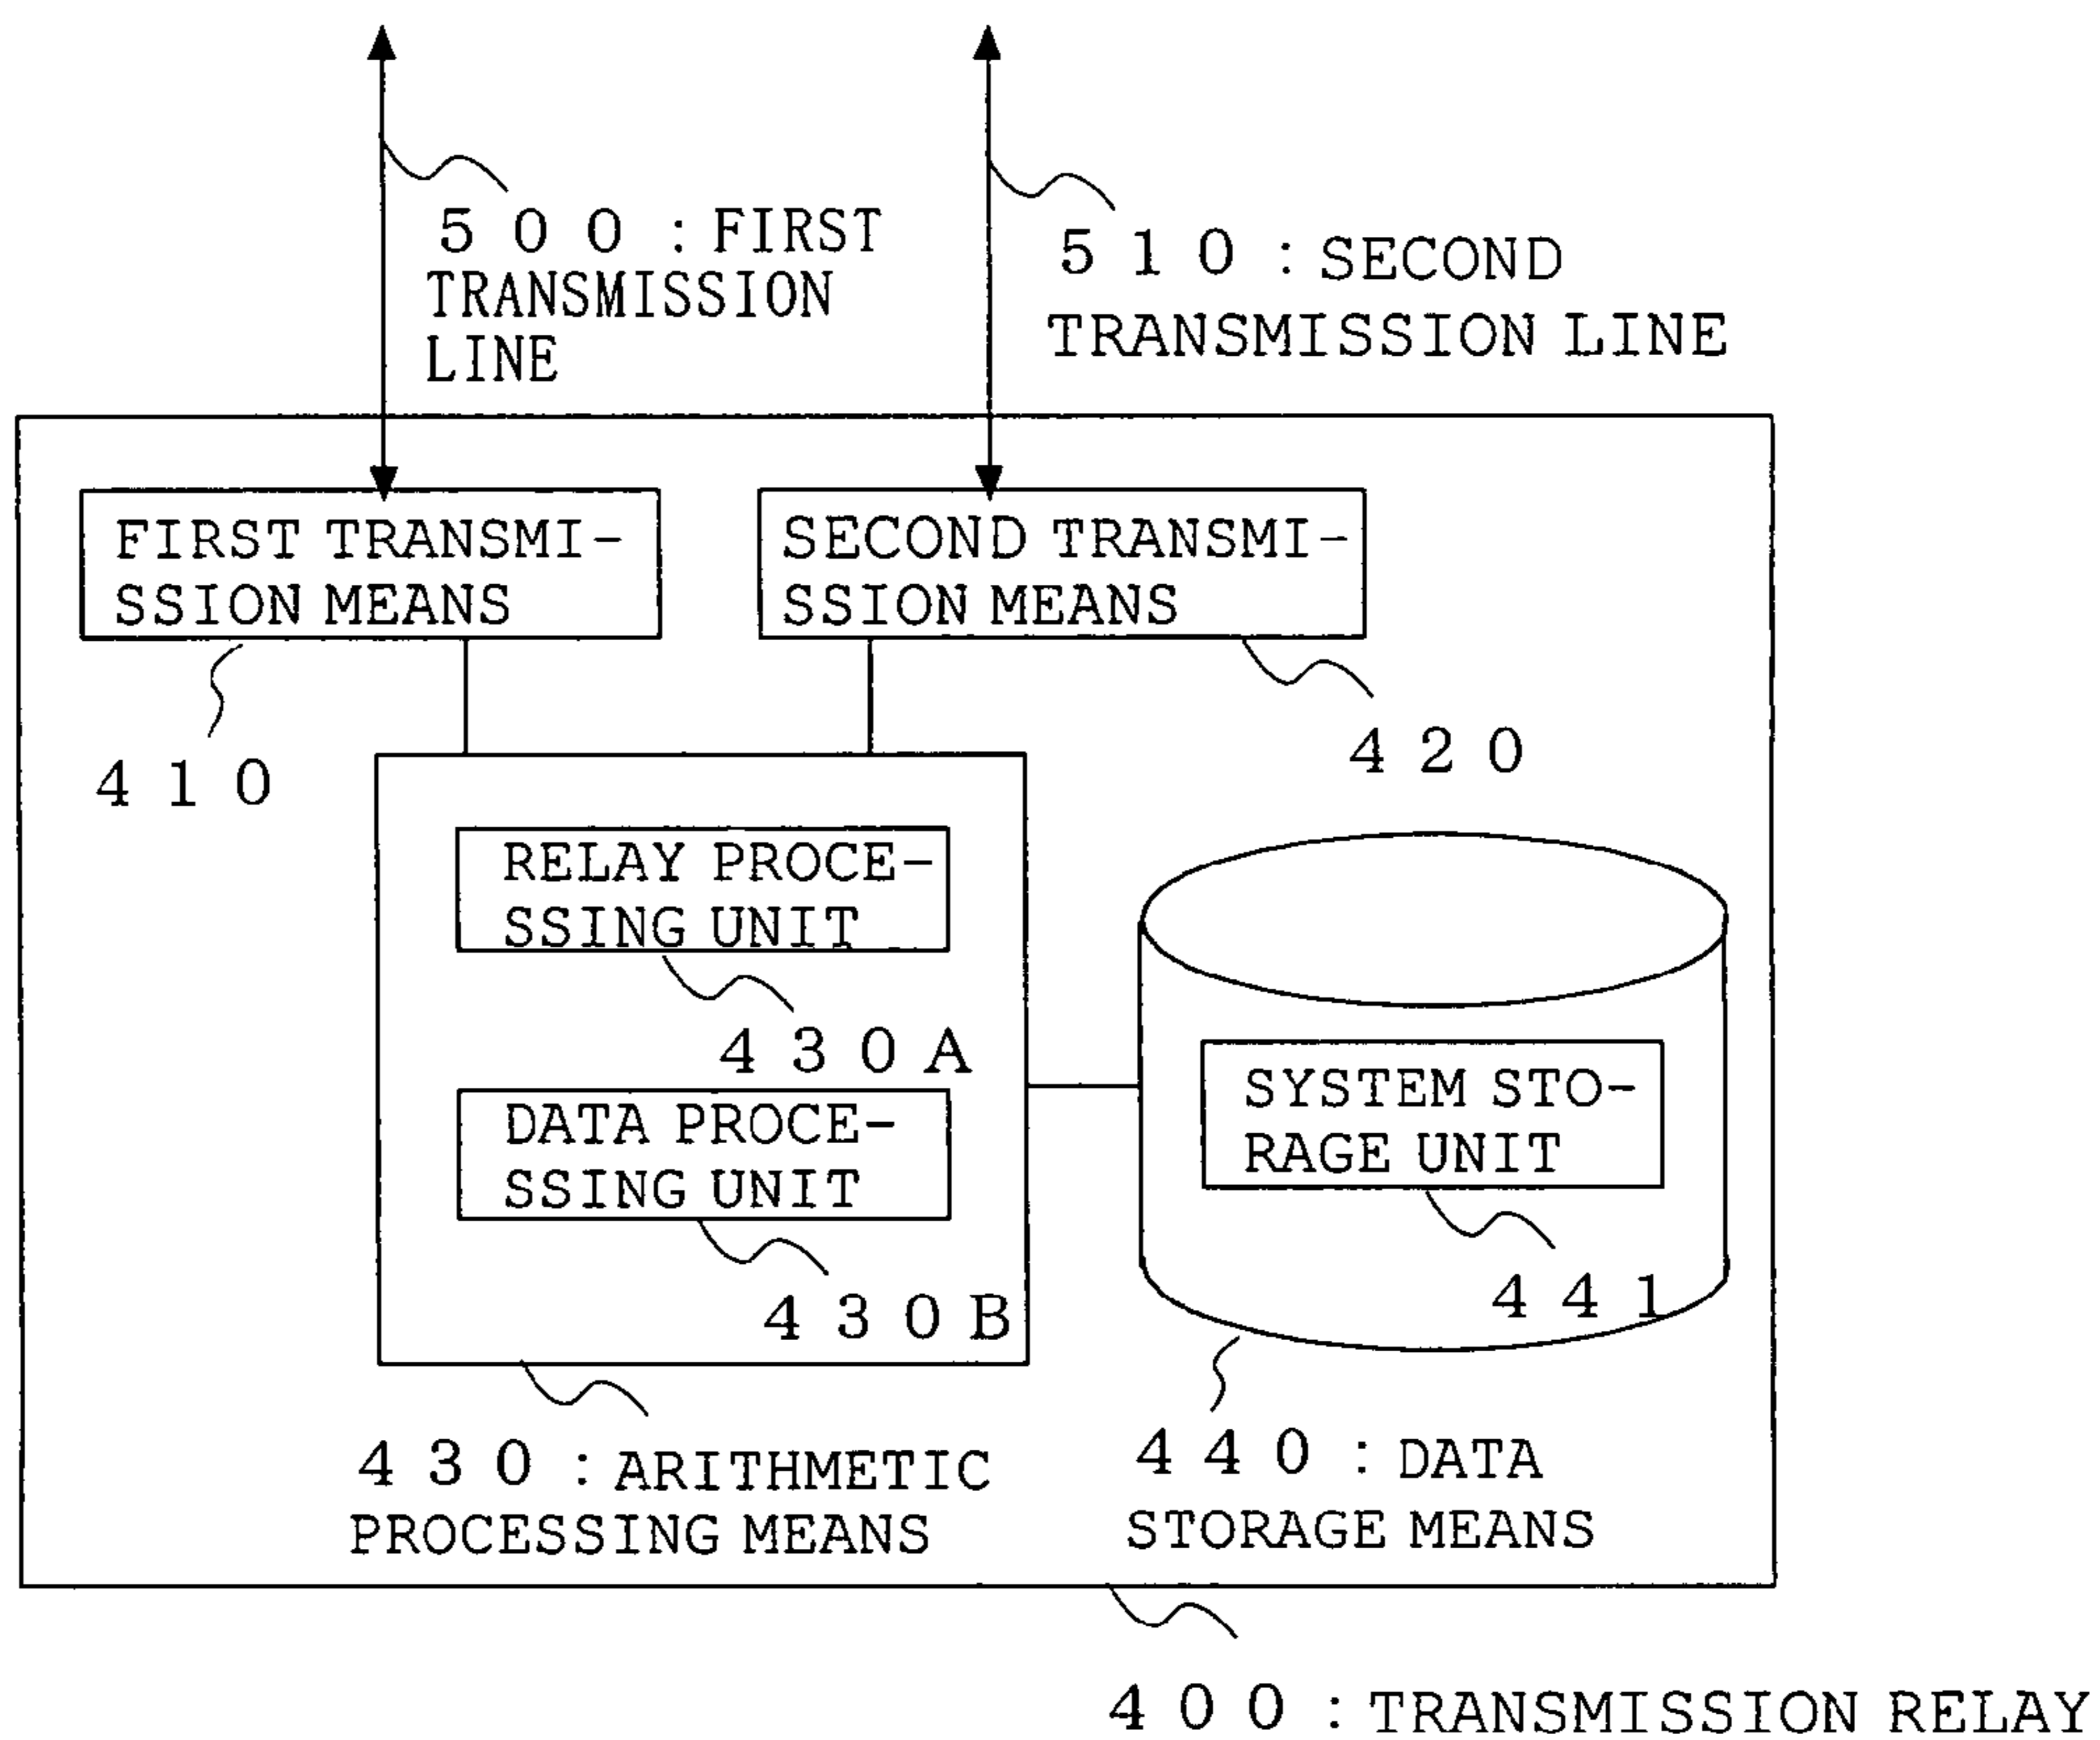 500 : FIRST
TRANSMISSION
LINE
510 : SECOND
TRANSMISSION LINE
FIRST TRANSMI-
SSION MEANS
SECOND TRANSMI-
SSION MEANS
410
420
RELAY PROCE-
SSING UNIT
430A
DATA PROCE-
SSING UNIT
430B
SYSTEM STO-
RAGE UNIT
441
430 : ARITHMETIC
PROCESSING MEANS
440 : DATA
STORAGE MEANS
400 : TRANSMISSION RELAY